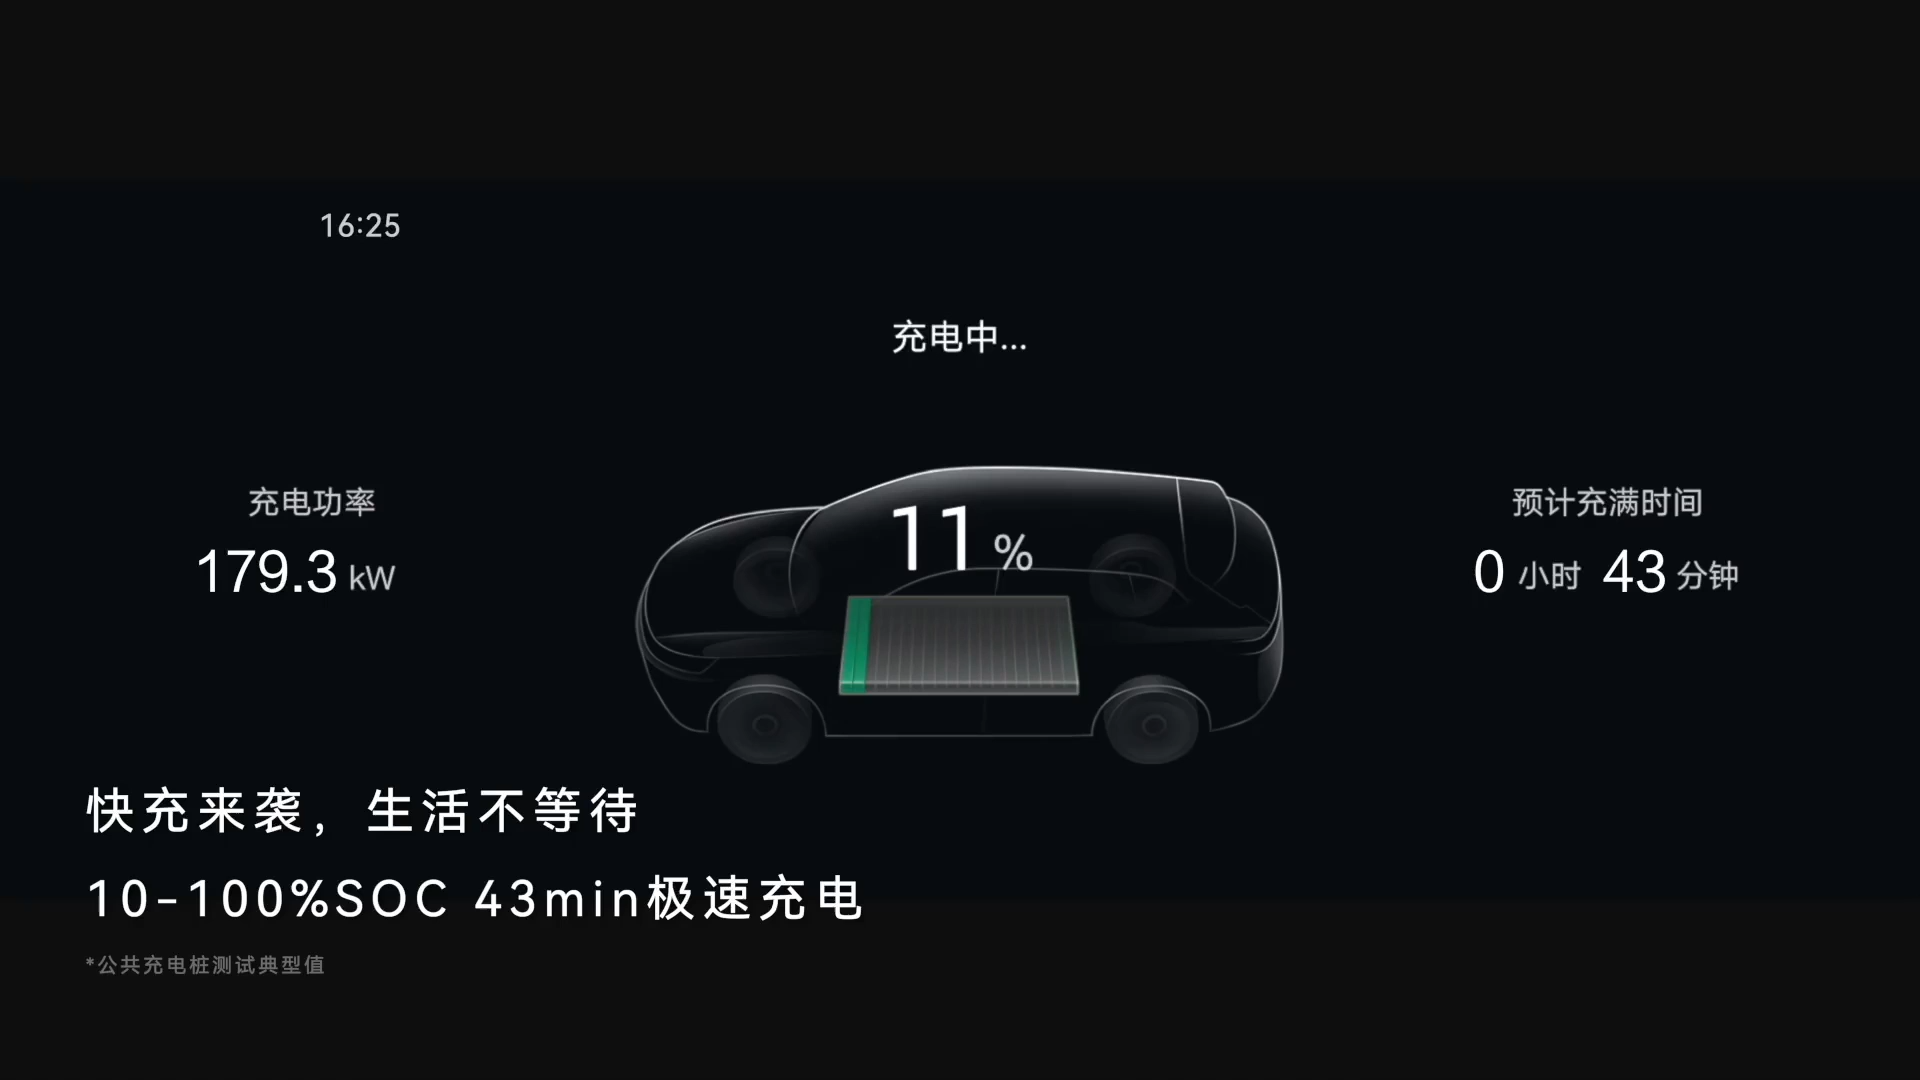 16:25
充电中...
充电功率
179.3 kW
11 %
预计充满时间
0 小时 43 分钟
快充来袭，生活不等待
10-100%SOC 43min极速充电
*公共充电桩测试典型值